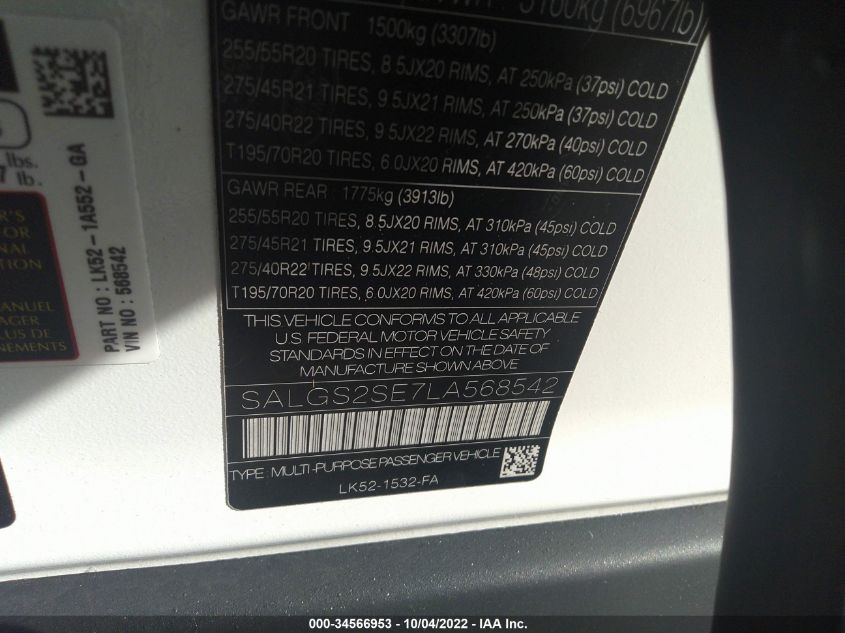 3160kg (6967lb)
GAWR FRONT 1500kg (3307lb)
255/55R20 TIRES, 8.5JX20 RIMS, AT 250kPa (37psi) COLD
275/45R21 TIRES, 9.5JX21 RIMS, AT 250kPa (37psi) COLD
275/40R22 TIRES, 9.5JX22 RIMS, AT 270kPa (40psi) COLD
T195/70R20 TIRES, 6.0JX20 RIMS, AT 420kPa (60psi) COLD
GAWR REAR 1775kg (3913lb)
255/55R20 TIRES, 8.5JX20 RIMS, AT 310kPa (45psi) COLD
275/45R21 TIRES, 9.5JX21 RIMS, AT 310kPa (45psi) COLD
275/40R22 TIRES, 9.5JX22 RIMS, AT 330kPa (48psi) COLD
T195/70R20 TIRES, 6.0JX20 RIMS, AT 420kPa (60psi) COLD
THIS VEHICLE CONFORMS TO ALL APPLICABLE
U.S. FEDERAL MOTOR VEHICLE SAFETY
STANDARDS IN EFFECT ON THE DATE OF
MANUFACTURE SHOWN ABOVE
SALGS2SE7LA568542
TYPE : MULTI-PURPOSE PASSENGER VEHICLE
LK52-1532-FA
lbs.
7 lb.
PART NO : LK52-1A552-GA
VIN NO : 568542
000-34566953 - 10/04/2022 - IAA Inc.